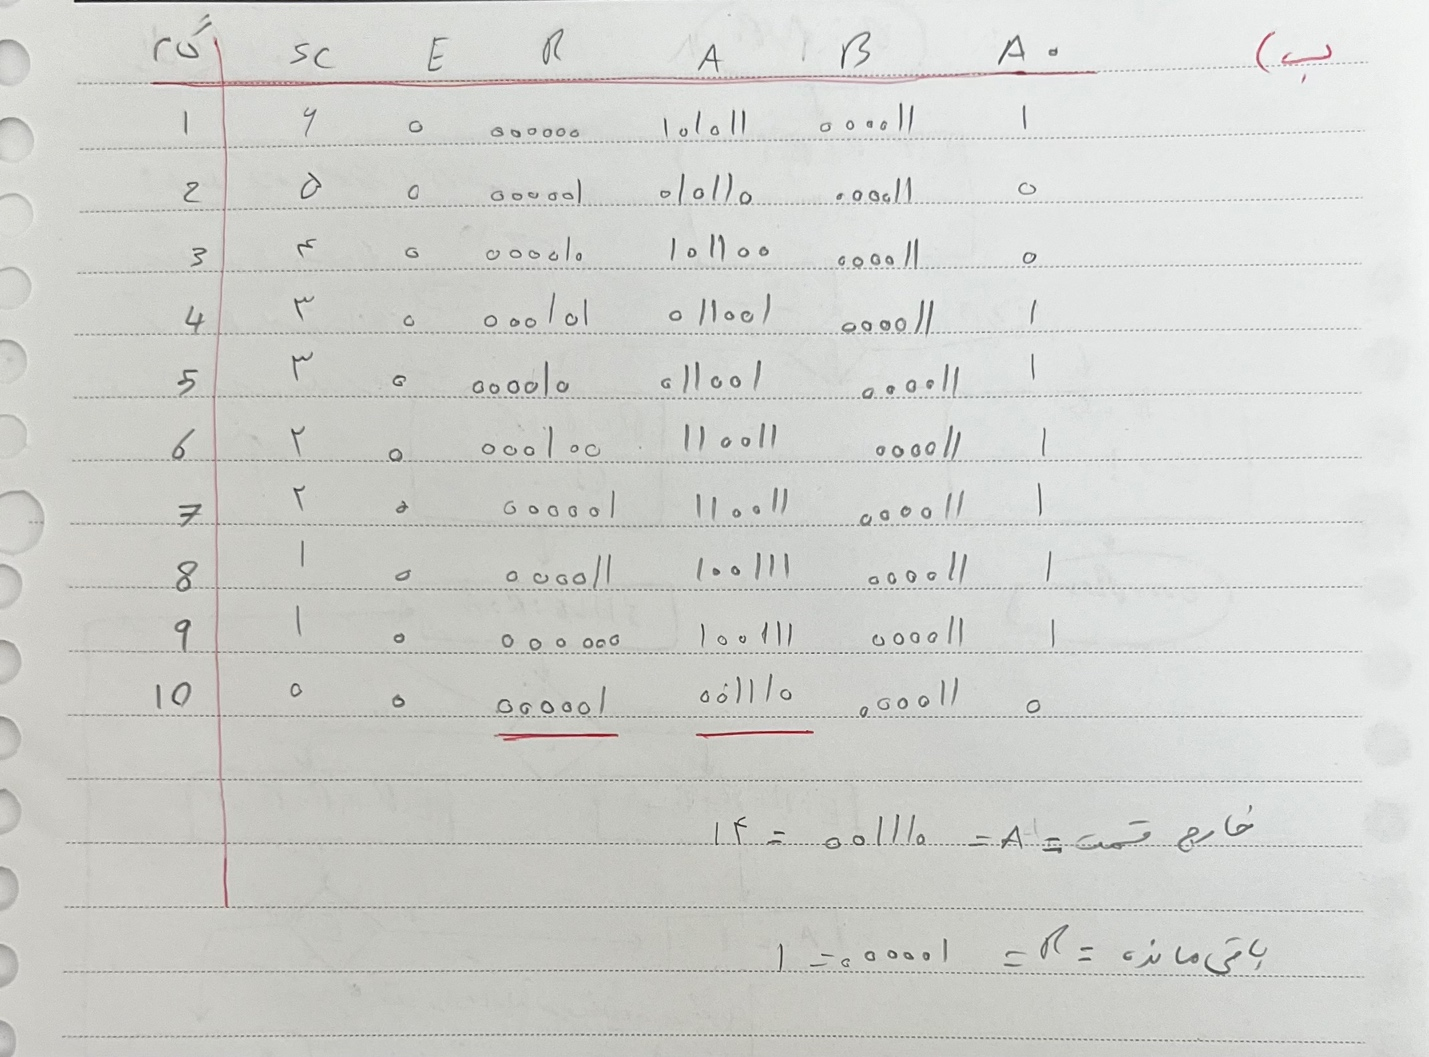 ب)
گره SC E R A B A۰
1 ۶ 0 000000 101011 000011 1
2 ۵ 0 000001 010110 000011 0
3 ۴ 0 000010 101100 000011 0
4 ۳ 0 000101 011001 000011 1
5 ۳ 0 000010 011001 000011 1
6 ۲ 0 000100 110011 000011 1
7 ۲ 0 000001 110011 000011 1
8 ۱ 0 000011 100111 000011 1
9 ۱ 0 000000 100111 000011 1
10 ۰ 0 000001 001110 000011 0
خارج قسمت = A = 001110 = ۱۴
باقی مانده = R = 000001 = ۱